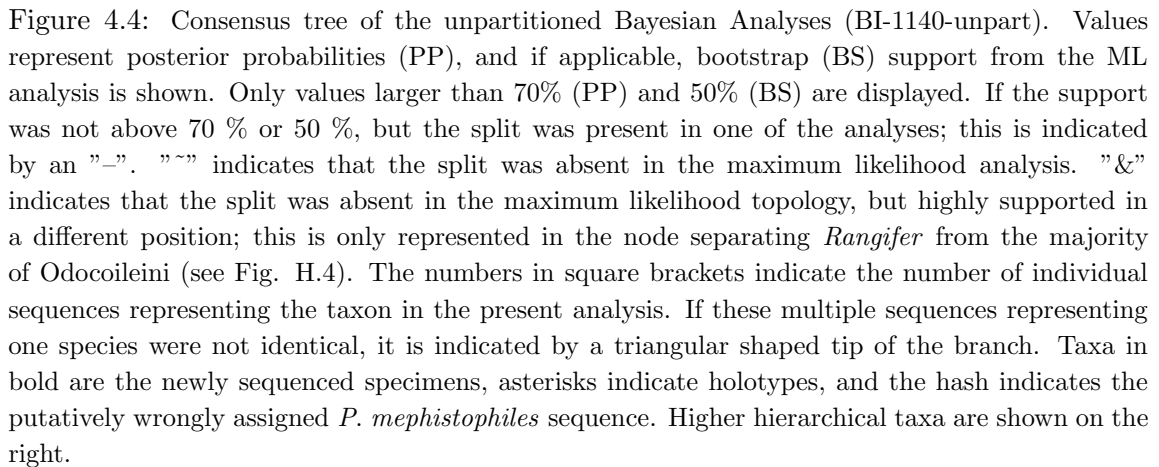 Figure 4.4: Consensus tree of the unpartitioned Bayesian Analyses (BI-1140-unpart). Values
represent posterior probabilities (PP), and if applicable, bootstrap (BS) support from the ML
analysis is shown. Only values larger than 70% (PP) and 50% (BS) are displayed. If the support
was not above 70 % or 50 %, but the split was present in one of the analyses; this is indicated
by an ”–”. ”˜” indicates that the split was absent in the maximum likelihood analysis. ”&”
indicates that the split was absent in the maximum likelihood topology, but highly supported in
a different position; this is only represented in the node separating Rangifer from the majority
of Odocoileini (see Fig. H.4). The numbers in square brackets indicate the number of individual
sequences representing the taxon in the present analysis. If these multiple sequences representing
one species were not identical, it is indicated by a triangular shaped tip of the branch. Taxa in
bold are the newly sequenced specimens, asterisks indicate holotypes, and the hash indicates the
putatively wrongly assigned P. mephistophiles sequence. Higher hierarchical taxa are shown on the
right.